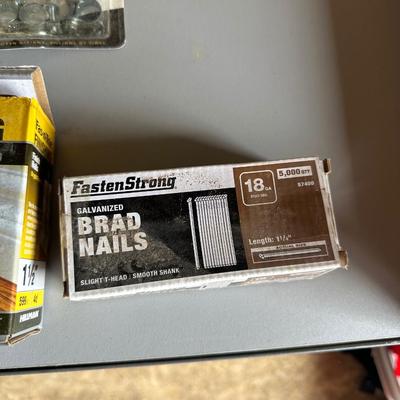 FastenStrong
GALVANIZED
BRAD
NAILS
SLIGHT T-HEAD | SMOOTH SHANK
18 GA
5,000 QTY
57400
Length: 1¼"
1½"
HILLMAN